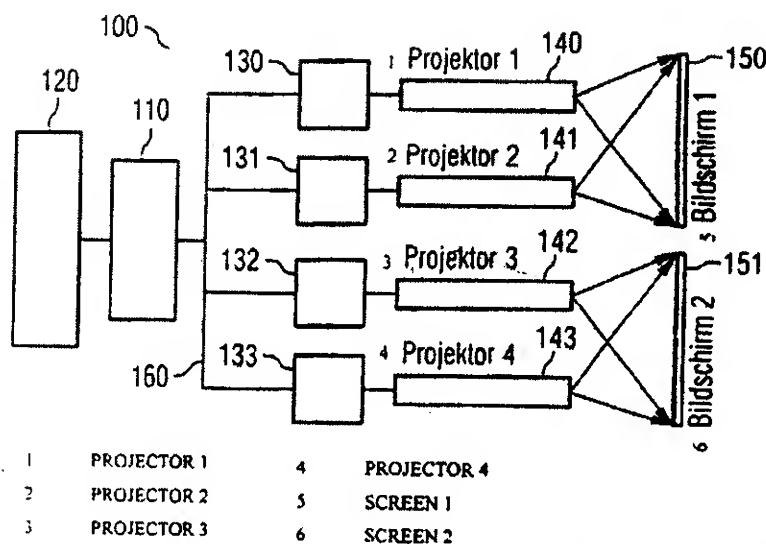 100
120
110
130
1 Projektor 1
140
150
131
2 Projektor 2
141
5 Bildschirm 1
132
3 Projektor 3
142
151
160
133
4 Projektor 4
143
6 Bildschirm 2
1 PROJECTOR 1
2 PROJECTOR 2
3 PROJECTOR 3
4 PROJECTOR 4
5 SCREEN 1
6 SCREEN 2